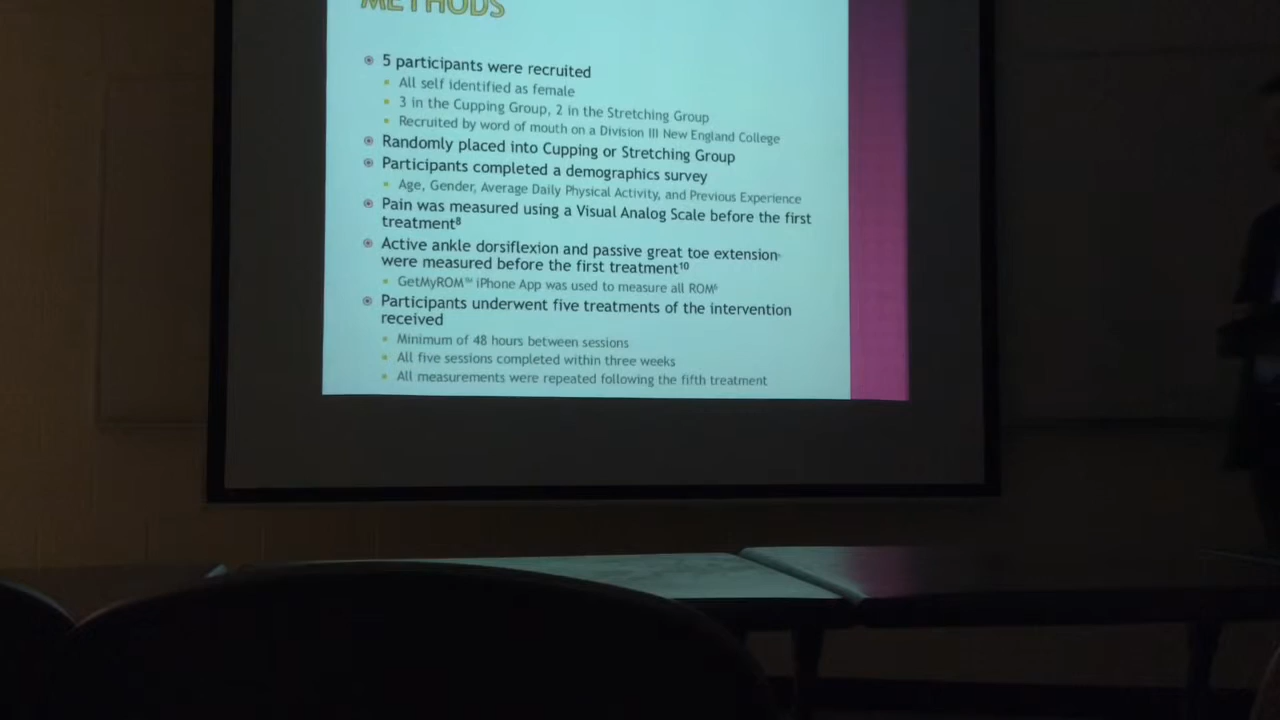 METHODS
5 participants were recruited
All self identified as female
3 in the Cupping Group, 2 in the Stretching Group
Recruited by word of mouth on a Division III New England College
Randomly placed into Cupping or Stretching Group
Participants completed a demographics survey
Age, Gender, Average Daily Physical Activity, and Previous Experience
Pain was measured using a Visual Analog Scale before the first
treatment⁸
Active ankle dorsiflexion and passive great toe extension
were measured before the first treatment¹⁰
GetMyROM™ iPhone App was used to measure all ROM⁶
Participants underwent five treatments of the intervention
received
Minimum of 48 hours between sessions
All five sessions completed within three weeks
All measurements were repeated following the fifth treatment